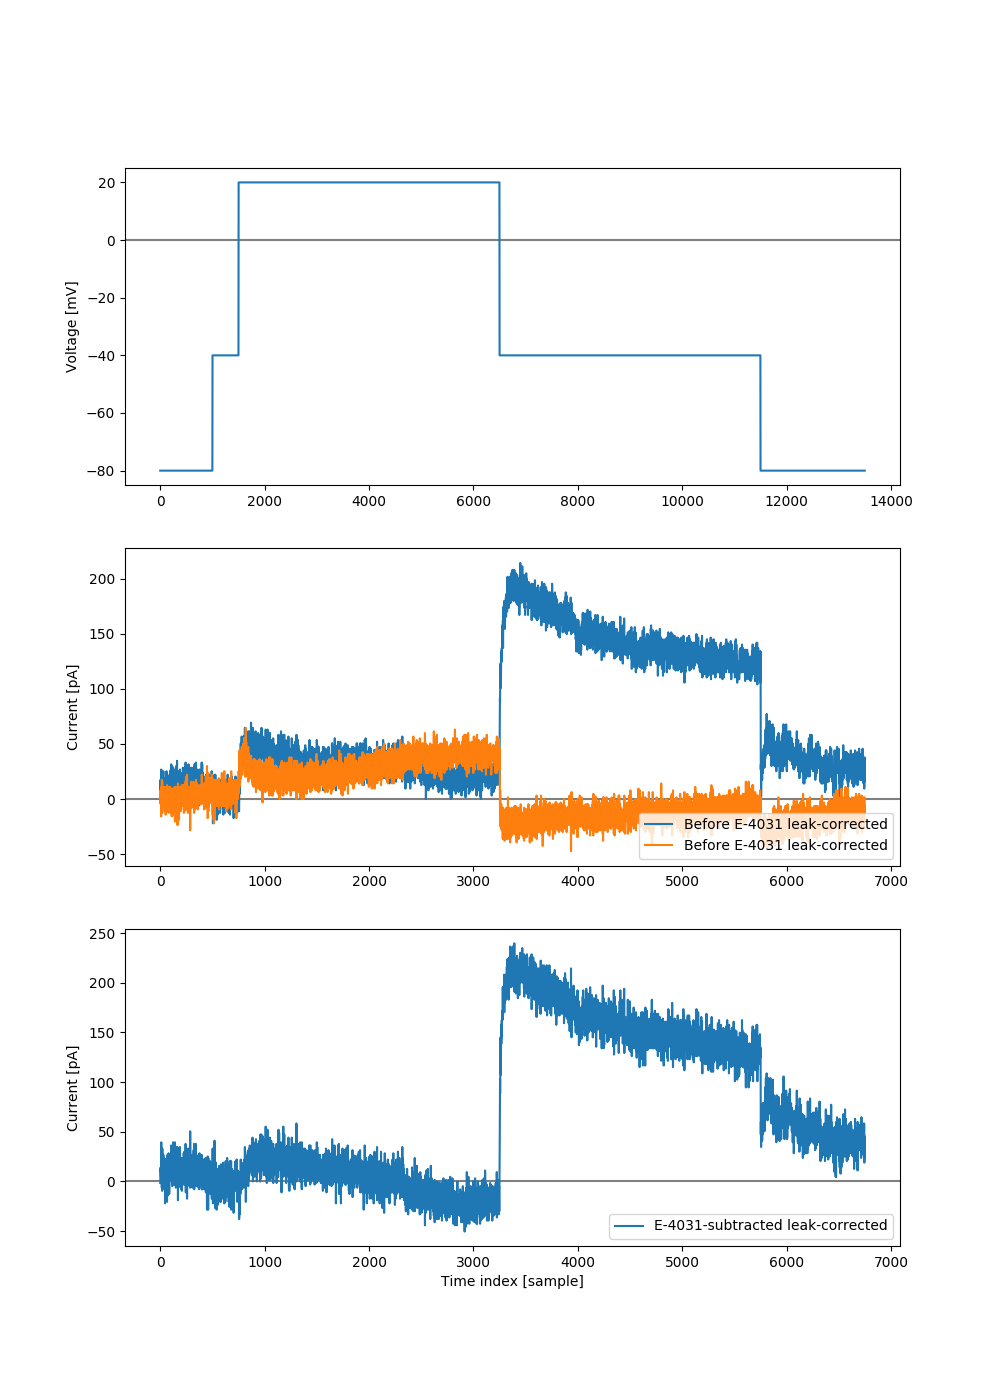 20
0
−20
−40
−60
−80
Voltage [mV]
0 2000 4000 6000 8000 10000 12000 14000
200
150
100
50
0
−50
Current [pA]
Before E-4031 leak-corrected
Before E-4031 leak-corrected
0 1000 2000 3000 4000 5000 6000 7000
250
200
150
100
50
0
−50
Current [pA]
E-4031-subtracted leak-corrected
0 1000 2000 3000 4000 5000 6000 7000
Time index [sample]